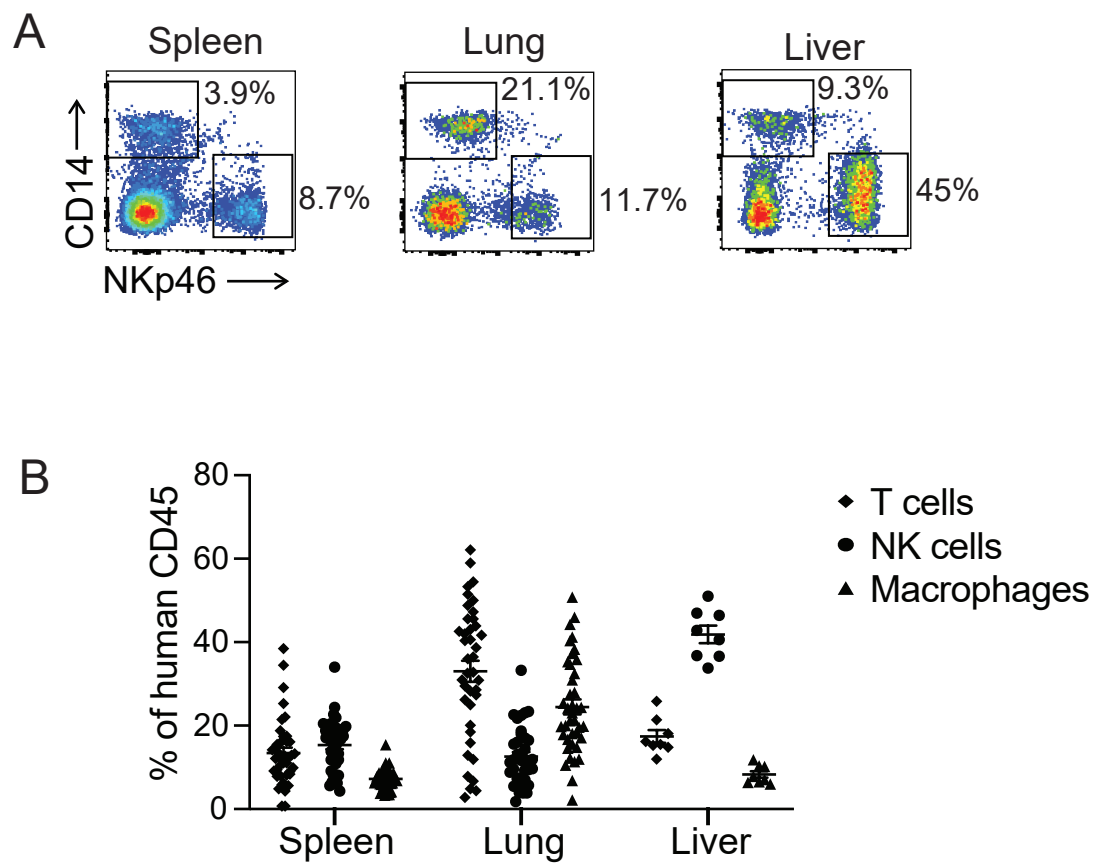 A
Spleen
Lung
Liver
3.9%
21.1%
9.3%
8.7%
11.7%
45%
CD14
NKp46
B
80
60
40
20
0
% of human CD45
Spleen
Lung
Liver
T cells
NK cells
Macrophages